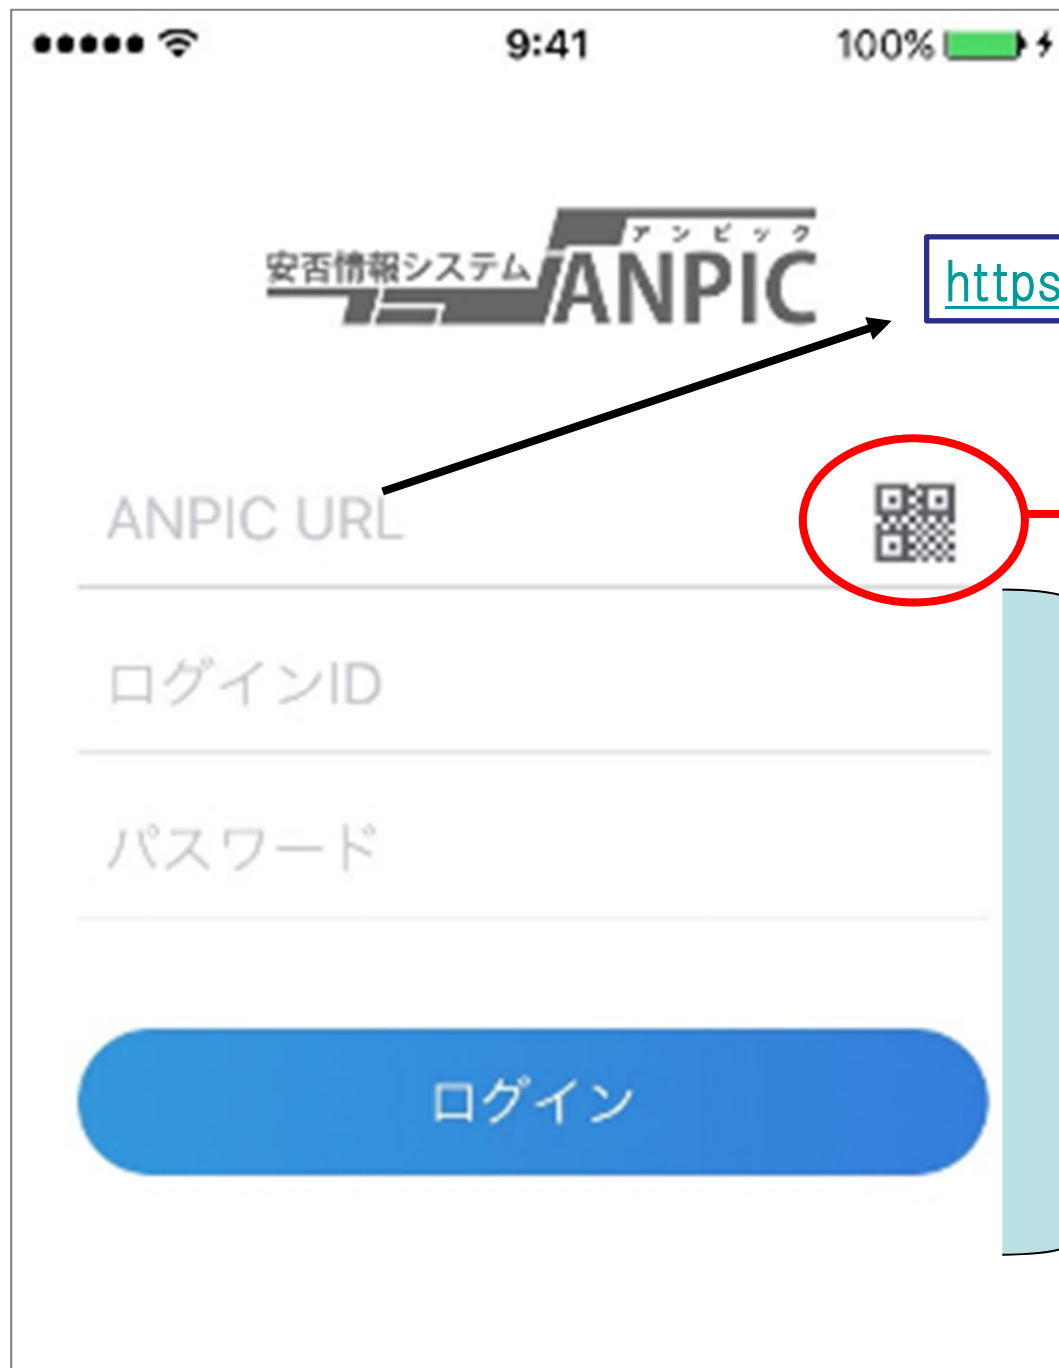 9:41
100%
アンピック
安否情報システム
ANPIC
https
ANPIC URL
ログインID
パスワード
ログイン